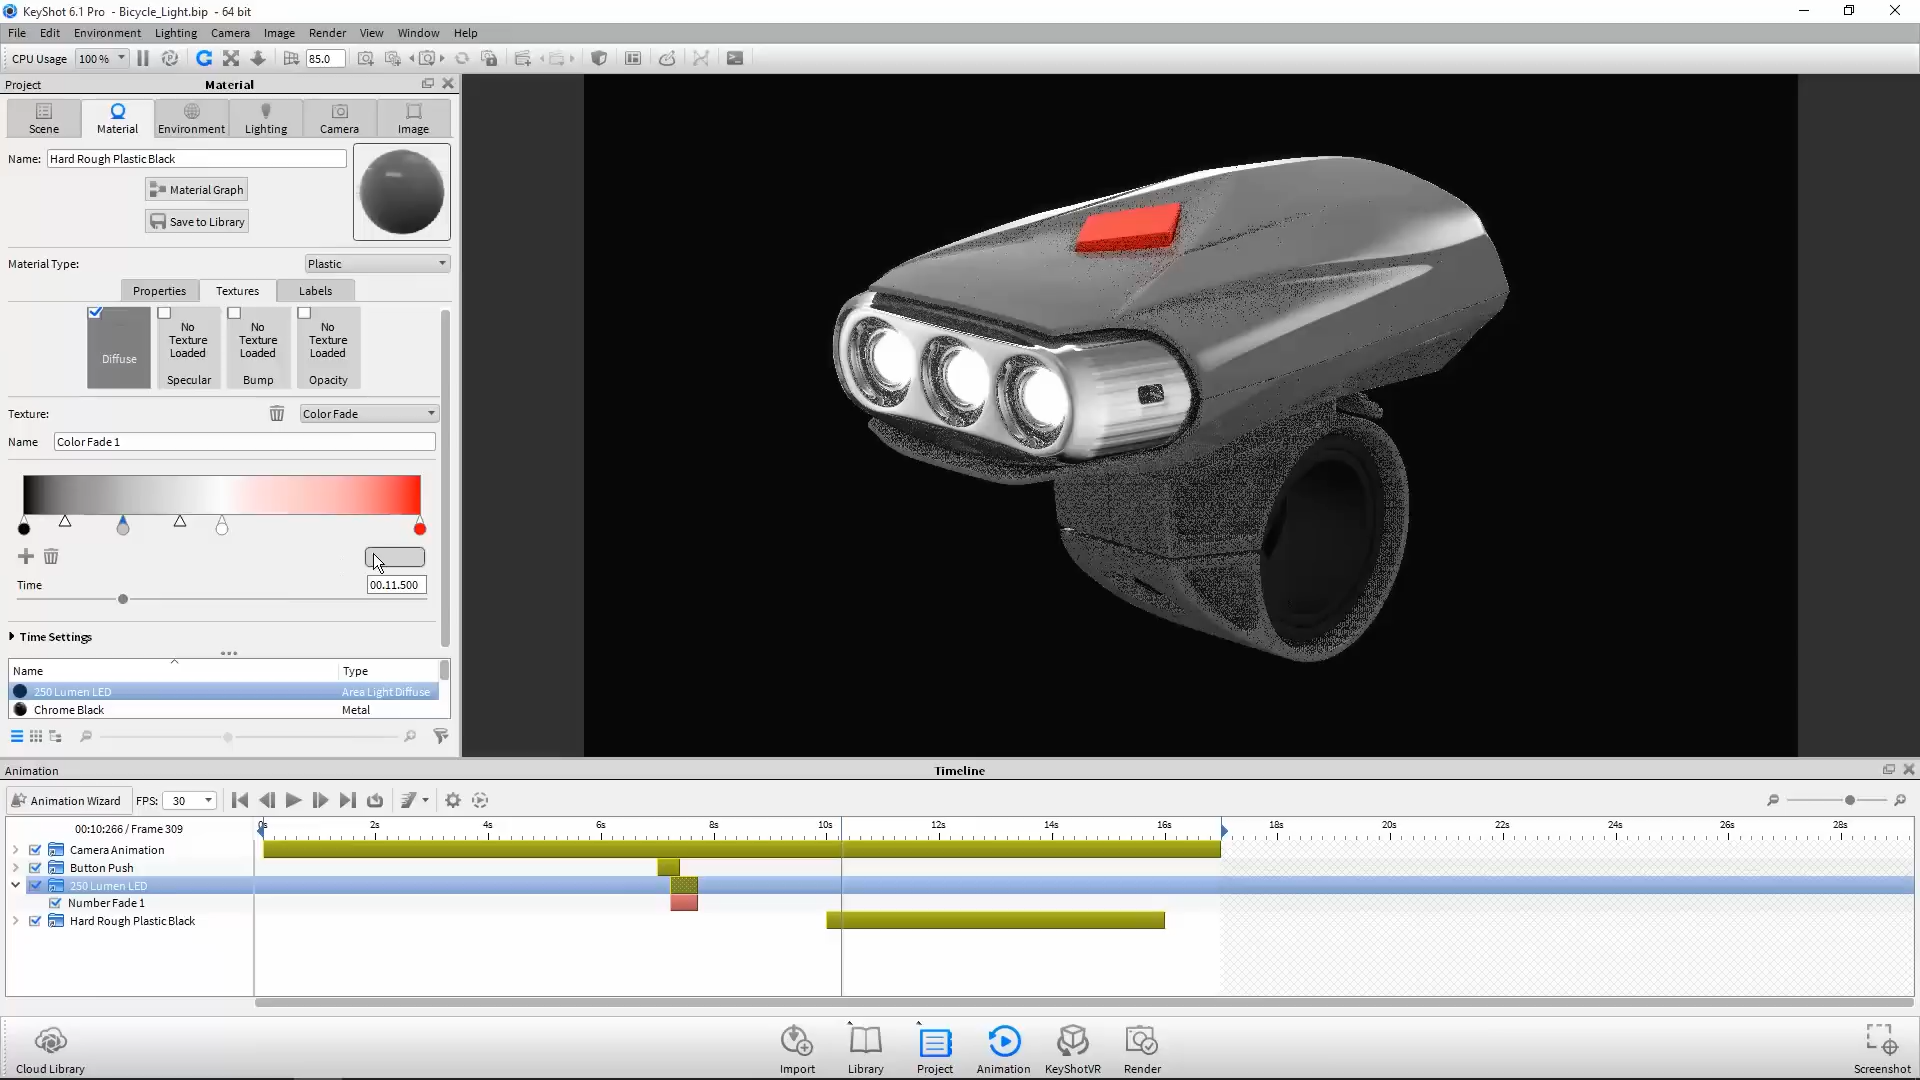 KeyShot 6.1 Pro - Bicycle_Light.bip - 64 bit
File Edit Environment Lighting Camera Image Render View Window Help
CPU Usage 100 % 85.0
Project Material
Scene Material Environment Lighting Camera Image
Name: Hard Rough Plastic Black
Material Graph
Save to Library
Material Type: Plastic
Properties Textures Labels
No Texture Loaded No Texture Loaded No Texture Loaded
Diffuse Specular Bump Opacity
Texture: Color Fade
Name Color Fade 1
Time 00.11.500
Time Settings
Name Type
250 Lumen LED Area Light Diffuse
Chrome Black Metal
Animation Timeline
Animation Wizard FPS: 30
00:10:266 / Frame 309 0s 2s 4s 6s 8s 10s 12s 14s 16s 18s 20s 22s 24s 26s 28s
Camera Animation
Button Push
250 Lumen LED
Number Fade 1
Hard Rough Plastic Black
Cloud Library Import Library Project Animation KeyShotVR Render Screenshot